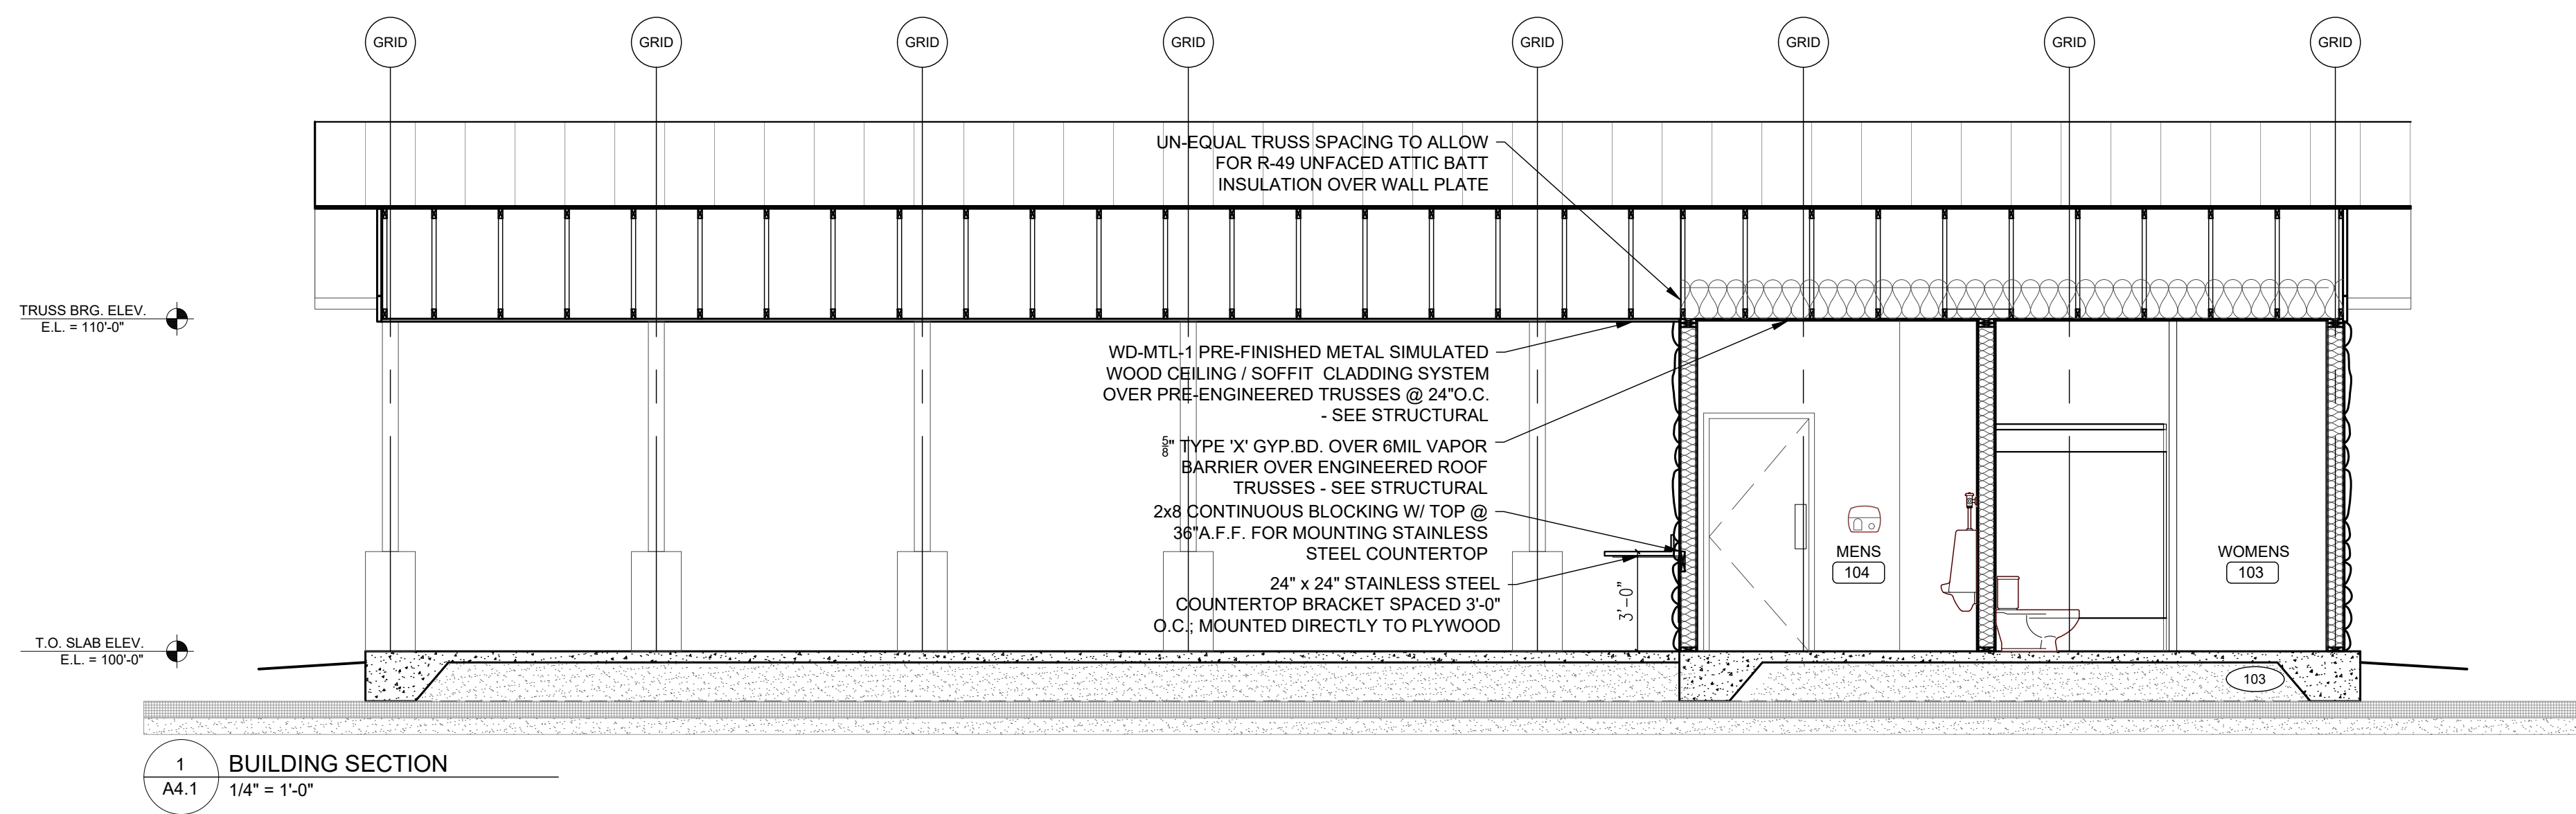 GRID GRID GRID GRID GRID GRID GRID GRID
UN-EQUAL TRUSS SPACING TO ALLOW
FOR R-49 UNFACED ATTIC BATT
INSULATION OVER WALL PLATE
TRUSS BRG. ELEV.
E.L. = 110'-0"
WD-MTL-1 PRE-FINISHED METAL SIMULATED
WOOD CEILING / SOFFIT CLADDING SYSTEM
OVER PRE-ENGINEERED TRUSSES @ 24"O.C.
- SEE STRUCTURAL
5/8" TYPE 'X' GYP.BD. OVER 6MIL VAPOR
BARRIER OVER ENGINEERED ROOF
TRUSSES - SEE STRUCTURAL
2x8 CONTINUOUS BLOCKING W/ TOP @
36"A.F.F. FOR MOUNTING STAINLESS
STEEL COUNTERTOP
24" x 24" STAINLESS STEEL
COUNTERTOP BRACKET SPACED 3'-0"
O.C.; MOUNTED DIRECTLY TO PLYWOOD
3'-0"
MENS
104
WOMENS
103
T.O. SLAB ELEV.
E.L. = 100'-0"
103
1
A4.1
BUILDING SECTION
1/4" = 1'-0"